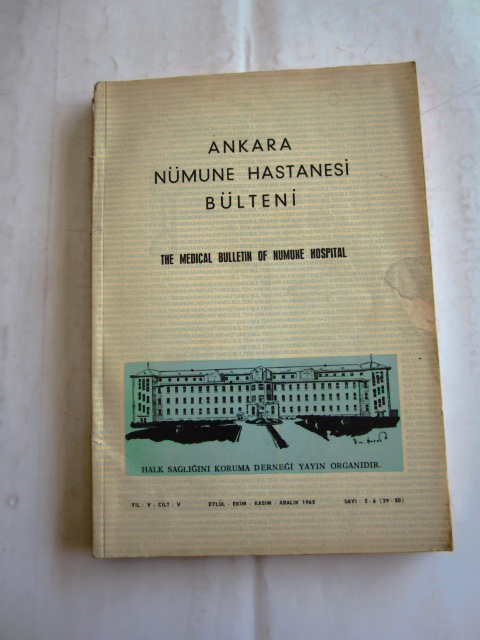 ANKARA
NÜMUNE HASTANESİ
BÜLTENİ
THE MEDICAL BULLETIN OF NUMUNE HOSPITAL
HALK SAĞLIĞINI KORUMA DERNEĞİ YAYIN ORGANIDIR.
YIL : V - CİLT : V EYLÜL - EKİM - KASIM - ARALIK 1965 SAYI : 5 - 6 (29 - 30)